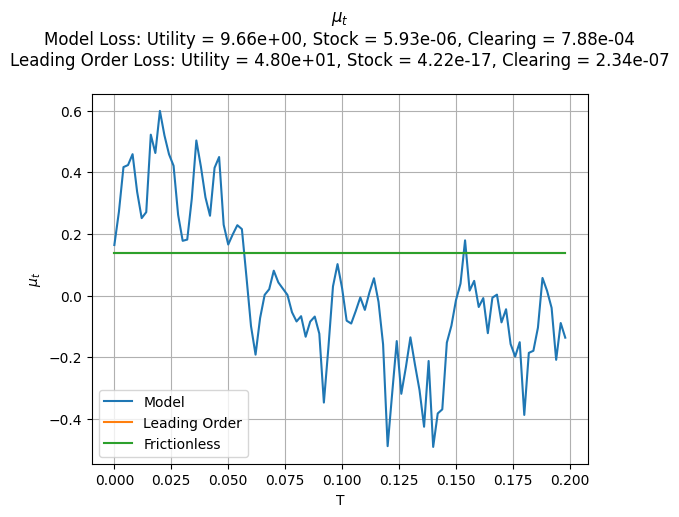 μt
Model Loss: Utility = 9.66e+00, Stock = 5.93e-06, Clearing = 7.88e-04
Leading Order Loss: Utility = 4.80e+01, Stock = 4.22e-17, Clearing = 2.34e-07
0.6
0.4
0.2
0.0
−0.2
−0.4
μt
Model
Leading Order
Frictionless
0.000 0.025 0.050 0.075 0.100 0.125 0.150 0.175 0.200
T